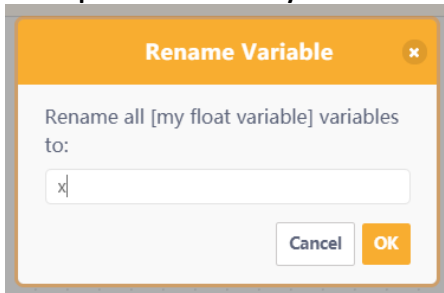 Rename Variable
Rename all [my float variable] variables
to:
x
Cancel OK